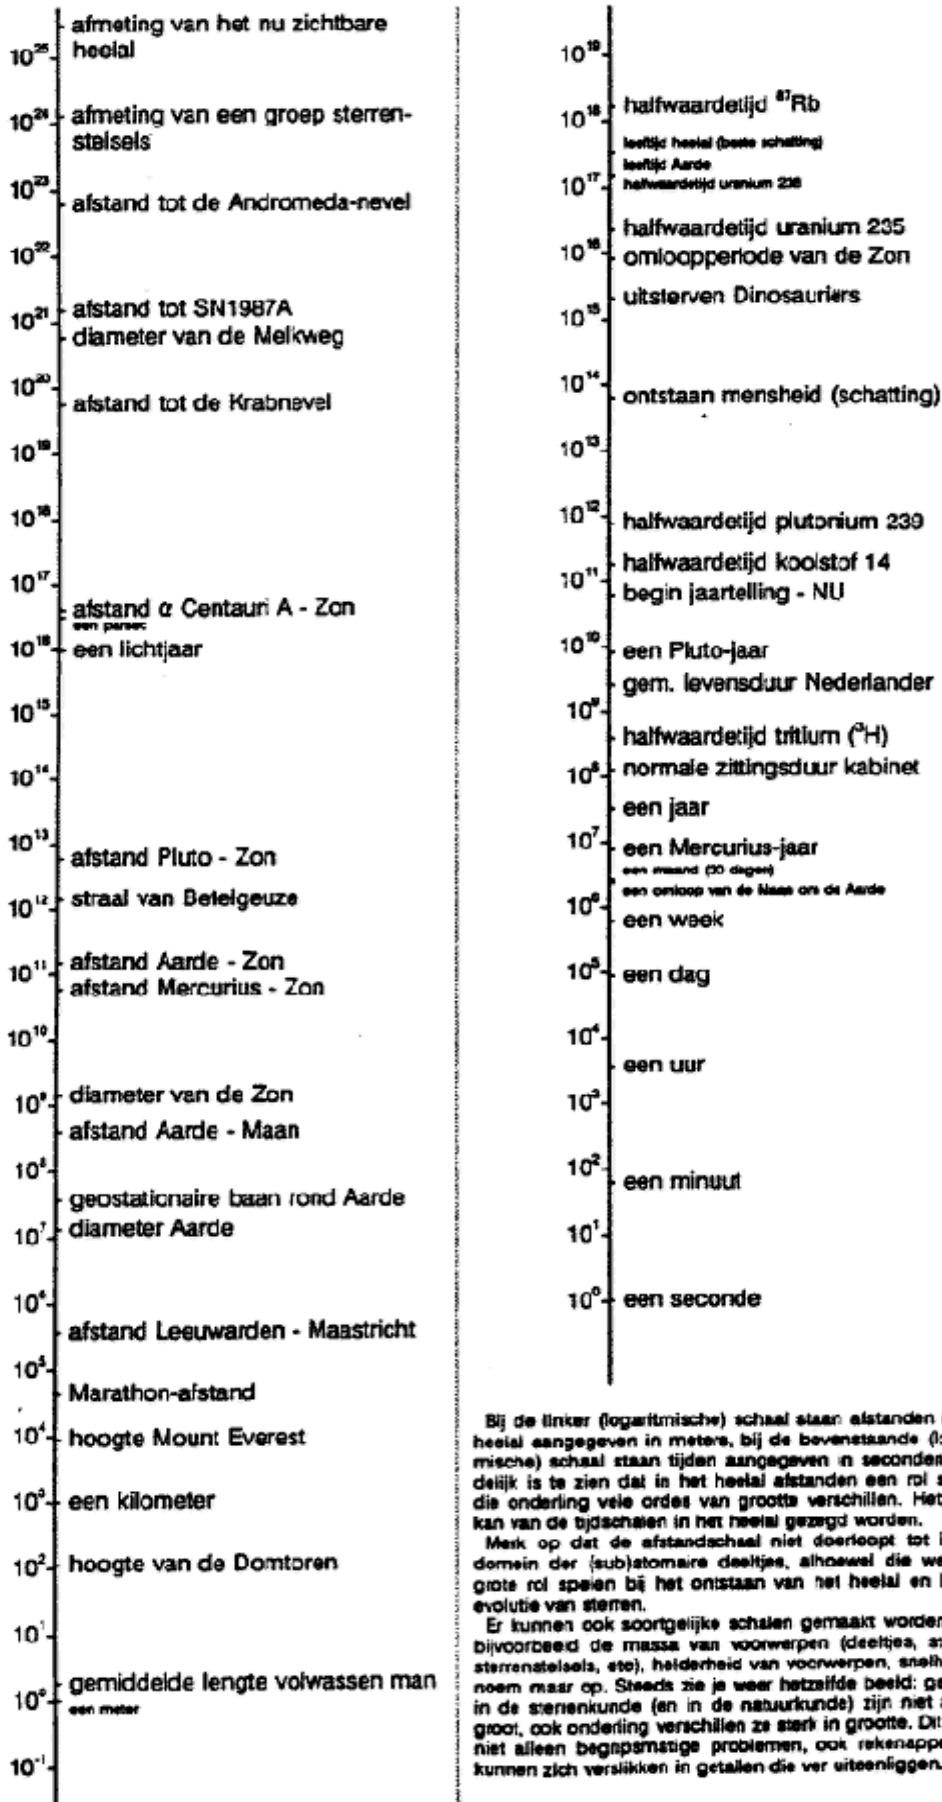 afmeting van het nu zichtbare
heelal
10²⁵
10²⁴
afmeting van een groep sterren-
stelsels
10²³
afstand tot de Andromeda-nevel
10²²
afstand tot SN1987A
10²¹
diameter van de Melkweg
10²⁰
afstand tot de Krabnevel
10¹⁹
10¹⁸
10¹⁷
afstand α Centauri A - Zon
een parsec
10¹⁶ een lichtjaar
10¹⁵
10¹⁴
10¹³
afstand Pluto - Zon
straal van Betelgeuze
10¹²
afstand Aarde - Zon
10¹¹
afstand Mercurius - Zon
10¹⁰
diameter van de Zon
10⁹
afstand Aarde - Maan
10⁸
geostationaire baan rond Aarde
diameter Aarde
10⁷
10⁶
afstand Leeuwarden - Maastricht
10⁵
Marathon-afstand
10⁴
hoogte Mount Everest
10³ een kilometer
10² hoogte van de Domtoren
10¹
gemiddelde lengte volwassen man
10⁰
een meter
10⁻¹
10¹⁹
halfwaardetijd ⁸⁷Rb
10¹⁸
leeftijd heelal (beste schatting)
leeftijd Aarde
halfwaardetijd uranium 238
10¹⁷
halfwaardetijd uranium 235
10¹⁶
omloopperiode van de Zon
uitsterven Dinosauriërs
10¹⁵
10¹⁴
ontstaan mensheid (schatting)
10¹³
10¹²
halfwaardetijd plutonium 239
halfwaardetijd koolstof 14
10¹¹
begin jaartelling - NU
10¹⁰
een Pluto-jaar
gem. levensduur Nederlander
10⁹
halfwaardetijd tritium (³H)
normale zittingsduur kabinet
10⁸
een jaar
10⁷
een Mercurius-jaar
een maand (30 dagen)
een omloop van de Maan om de Aarde
10⁶
een week
10⁵ een dag
10⁴
een uur
10³
10²
een minuut
10¹
10⁰ een seconde
Bij de linker (logaritmische) schaal staan afstanden
heelal aangegeven in meters, bij de bovenstaande
mische) schaal staan tijden aangegeven in seconden
delijk is te zien dat in het heelal afstanden een rol
die onderling vele ordes van grootte verschillen. Het
kan van de tijdschalen in het heelal gezegd worden.
Merk op dat de afstandschaal niet doorloopt tot
domein der (sub)atomaire deeltjes, alhoewel die
grote rol spelen bij het ontstaan van het heelal en
evolutie van sterren.
Er kunnen ook soortgelijke schalen gemaakt worden
bijvoorbeeld de massa van voorwerpen (deeltjes,
sterrenstelsels, etc), helderheid van voorwerpen,
noem maar op. Steeds zie je weer hetzelfde beeld:
in de sterrenkunde (en in de natuurkunde) zijn niet
groot, ook onderling verschillen ze sterk in grootte. Dit
niet alleen begripsmatige problemen, ook
kunnen zich verslikken in getallen die ver uiteenliggen.